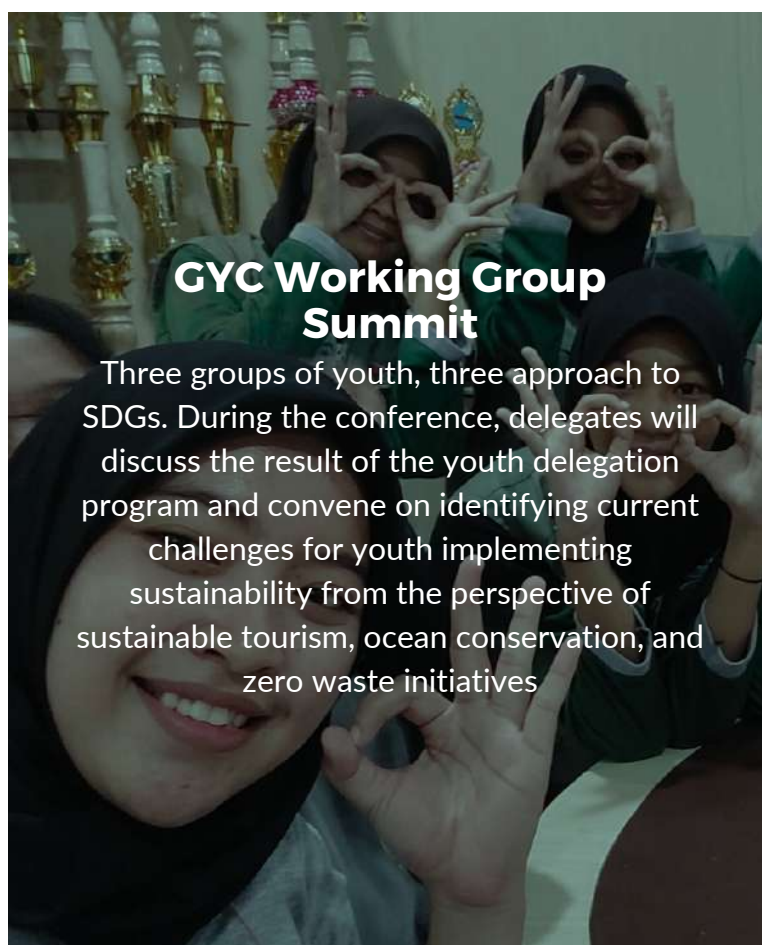 GYC Working Group
Summit
Three groups of youth, three approach to
SDGs. During the conference, delegates will
discuss the result of the youth delegation
program and convene on identifying current
challenges for youth implementing
sustainability from the perspective of
sustainable tourism, ocean conservation, and
zero waste initiatives